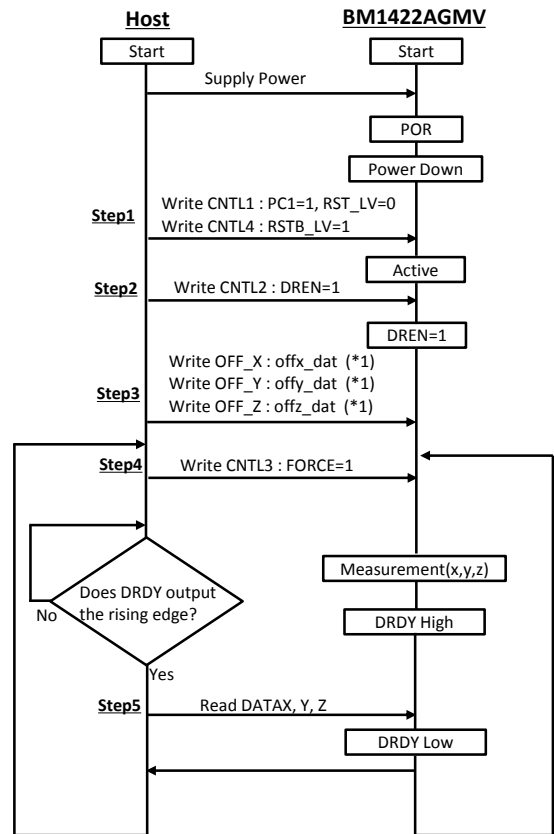 Host
BM1422AGMV
Start
Start
Supply Power
POR
Power Down
Step1
Write CNTL1 : PC1=1, RST_LV=0
Write CNTL4 : RSTB_LV=1
Active
Step2
Write CNTL2 : DREN=1
DREN=1
Step3
Write OFF_X : offx_dat (*1)
Write OFF_Y : offy_dat (*1)
Write OFF_Z : offz_dat (*1)
Step4
Write CNTL3 : FORCE=1
Measurement(x,y,z)
Does DRDY output
the rising edge?
No
DRDY High
Yes
Step5
Read DATAX, Y, Z
DRDY Low